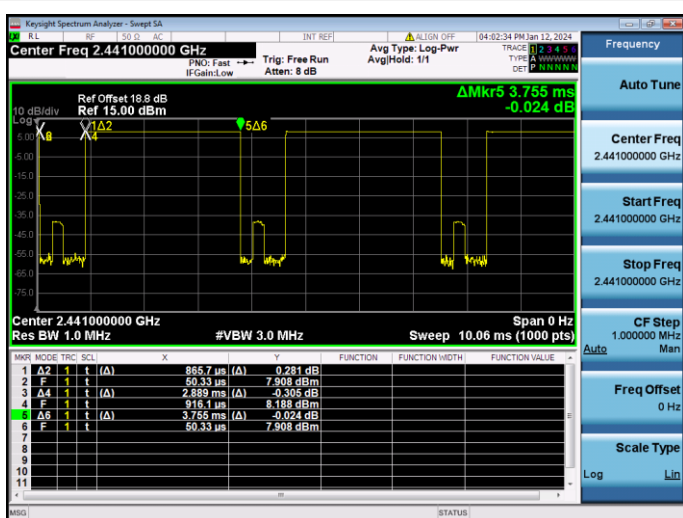 Keysight Spectrum Analyzer - Swept SA
RL RF 50 Ω AC INT REF ALIGN OFF 04:02:34 PM Jan 12, 2024
Center Freq 2.441000000 GHz
PNO: Fast
IFGain:Low
Trig: Free Run
Atten: 8 dB
Avg Type: Log-Pwr
Avg|Hold: 1/1
TRACE 1 2 3 4 5 6
TYPE A WWWWW
DET P N N N N N
Ref Offset 18.8 dB
10 dB/div Ref 15.00 dBm
Log
ΔMkr5 3.755 ms
-0.024 dB
1Δ2
5Δ6
4
5.00
-5.00
-15.0
-25.0
-35.0
-45.0
-55.0
-65.0
-75.0
Center 2.441000000 GHz Span 0 Hz
Res BW 1.0 MHz #VBW 3.0 MHz Sweep 10.06 ms (1000 pts)
MKR MODE TRC SCL X Y FUNCTION FUNCTION WIDTH FUNCTION VALUE
1 Δ2 1 t (Δ) 865.7 µs (Δ) 0.281 dB
2 F 1 t 50.33 µs 7.908 dBm
3 Δ4 1 t (Δ) 2.889 ms (Δ) -0.305 dB
4 F 1 t 916.1 µs 8.188 dBm
5 Δ6 1 t (Δ) 3.755 ms (Δ) -0.024 dB
6 F 1 t 50.33 µs 7.908 dBm
7
8
9
10
11
MSG STATUS
Frequency
Auto Tune
Center Freq
2.441000000 GHz
Start Freq
2.441000000 GHz
Stop Freq
2.441000000 GHz
CF Step
1.000000 MHz
Auto Man
Freq Offset
0 Hz
Scale Type
Log Lin